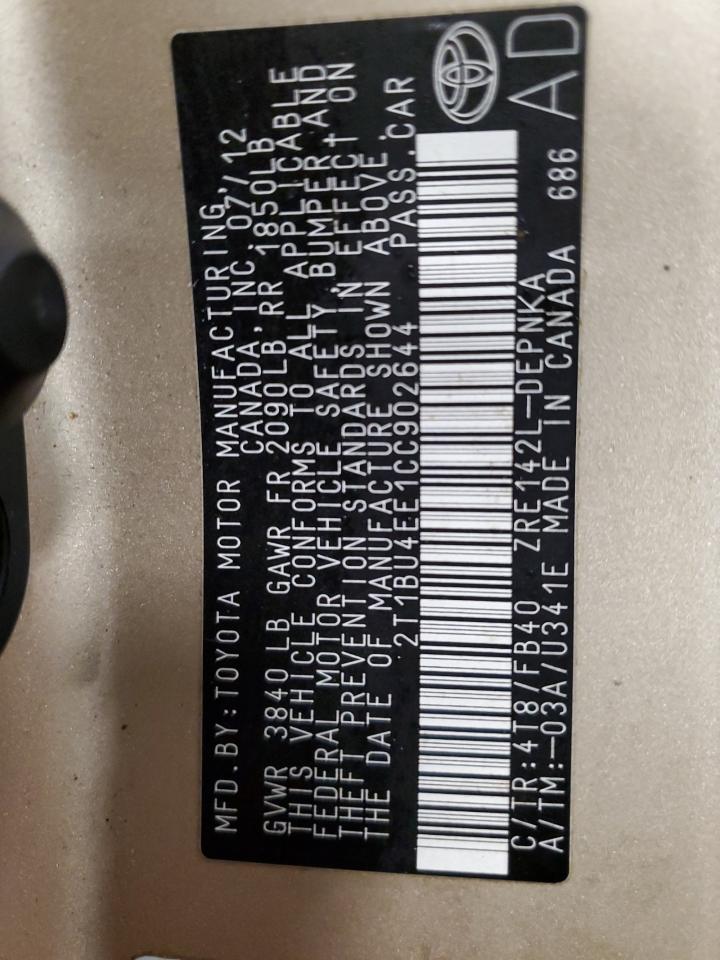 MFD.BY:TOYOTA MOTOR MANUFACTURING,
CANADA,INC.07/12
GVWR 3840 LB GAWR FR 2090LB,RR 1850LB
THIS VEHICLE CONFORMS TO ALL APPLICABLE
FEDERAL MOTOR VEHICLE SAFETY, BUMPER, AND
THEFT PREVENTION STANDARDS IN EFFECT ON
THE DATE OF MANUFACTURE SHOWN ABOVE.
2T1BU4EE1CC902644 PASS.CAR
C/TR:4T8/FB40 ZRE142L-DEPNKA
A/TM:-03A/U341E MADE IN CANADA 686
AD